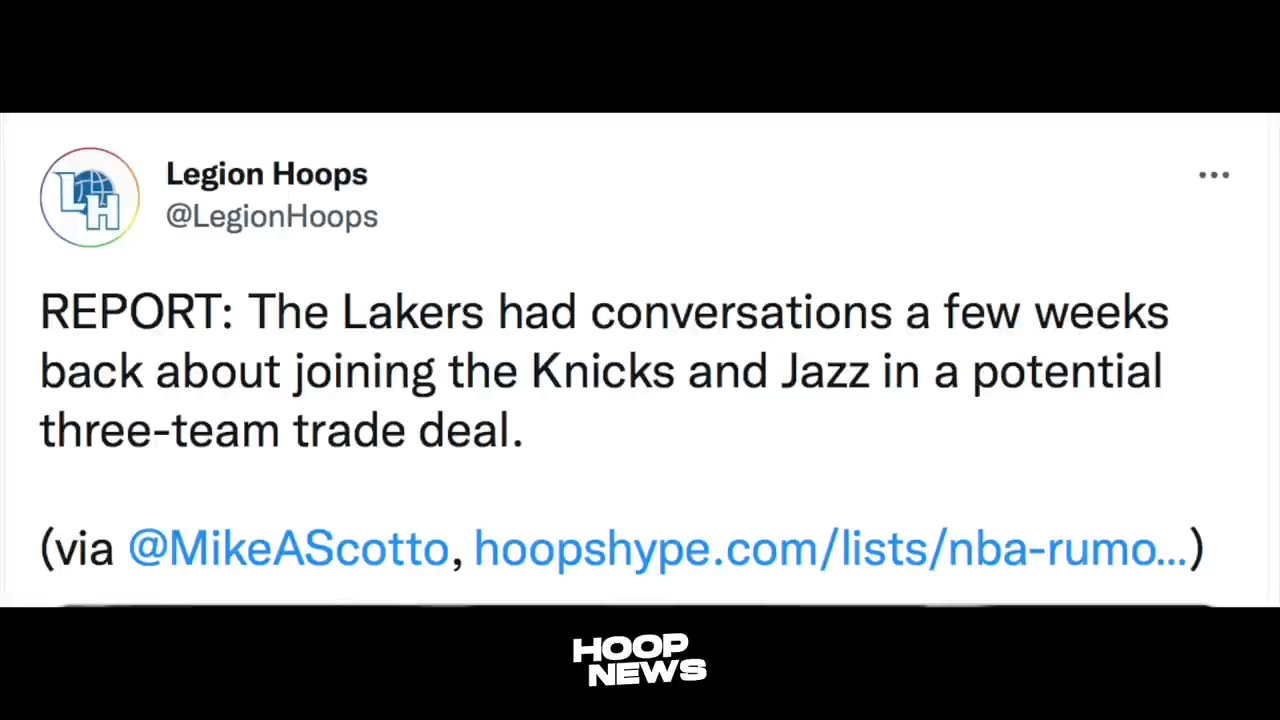 LH
Legion Hoops
@LegionHoops
REPORT: The Lakers had conversations a few weeks
back about joining the Knicks and Jazz in a potential
three-team trade deal.
(via @MikeAScotto, hoopshype.com/lists/nba-rumo...)
HOOP
NEWS